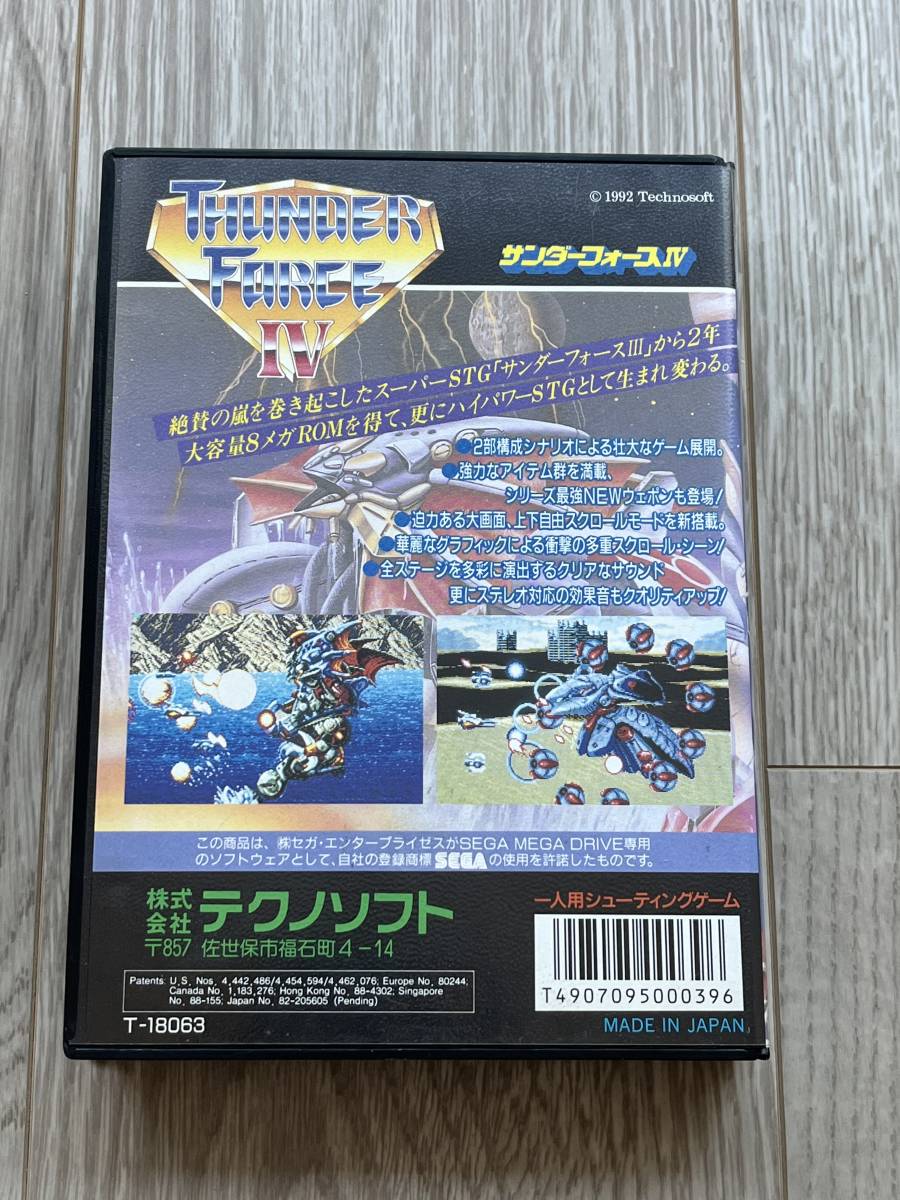 THUNDER
FORCE
IV
© 1992 Technosoft
サンダーフォースIV
絶賛の嵐を巻き起こしたスーパーSTG「サンダーフォースIII」から2年
大容量8メガROMを得て、更にハイパワーSTGとして生まれ変わる。
●2部構成シナリオによる壮大なゲーム展開。
●強力なアイテム群を満載、
シリーズ最強NEWウェポンも登場!
●迫力ある大画面、上下自由スクロールモードを新搭載。
●華麗なグラフィックによる衝撃の多重スクロール・シーン!
●全ステージを多彩に演出するクリアなサウンド
更にステレオ対応の効果音もクオリティアップ!
この商品は、㈱セガ・エンタープライゼスがSEGA MEGA DRIVE専用
のソフトウェアとして、自社の登録商標 SEGA の使用を許諾したものです。
株式会社 テクノソフト
〒857 佐世保市福石町4-14
一人用シューティングゲーム
Patents: U.S. Nos. 4,442,486/4,454,594/4,462,076; Europe No. 80244;
Canada No. 1,183,276; Hong Kong No. 88-4302; Singapore
No. 88-155; Japan No. 82-205605 (Pending)
T4907095000396
T-18063
MADE IN JAPAN